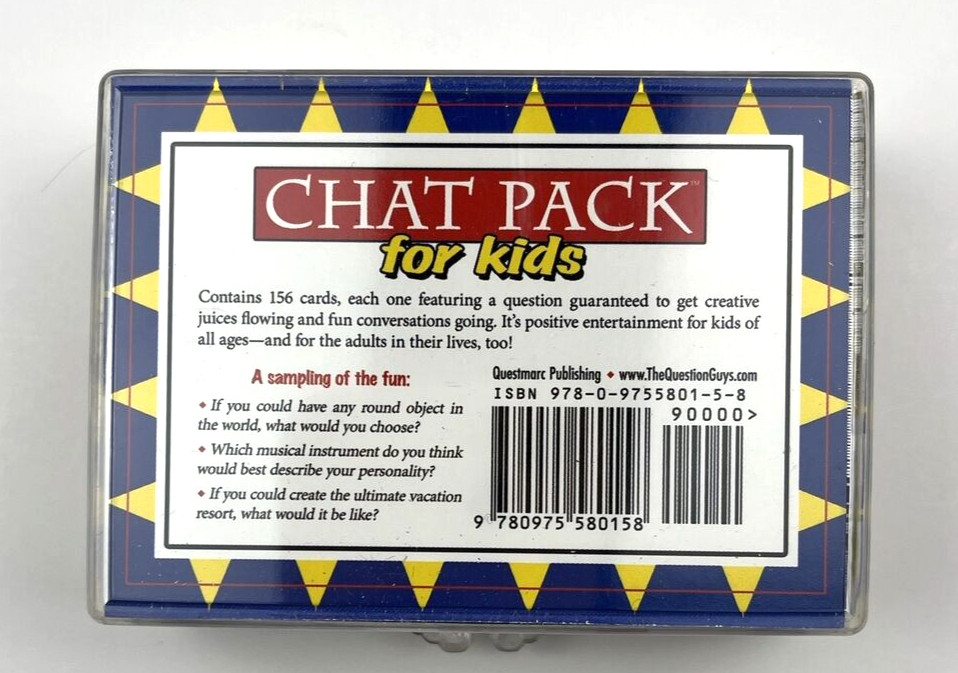 CHAT PACK™
for kids
Contains 156 cards, each one featuring a question guaranteed to get creative
juices flowing and fun conversations going. It's positive entertainment for kids of
all ages—and for the adults in their lives, too!
A sampling of the fun:
♦ If you could have any round object in
the world, what would you choose?
♦ Which musical instrument do you think
would best describe your personality?
♦ If you could create the ultimate vacation
resort, what would it be like?
Questmarc Publishing ♦ www.TheQuestionGuys.com
ISBN 978-0-9755801-5-8
90000>
9 780975 580158